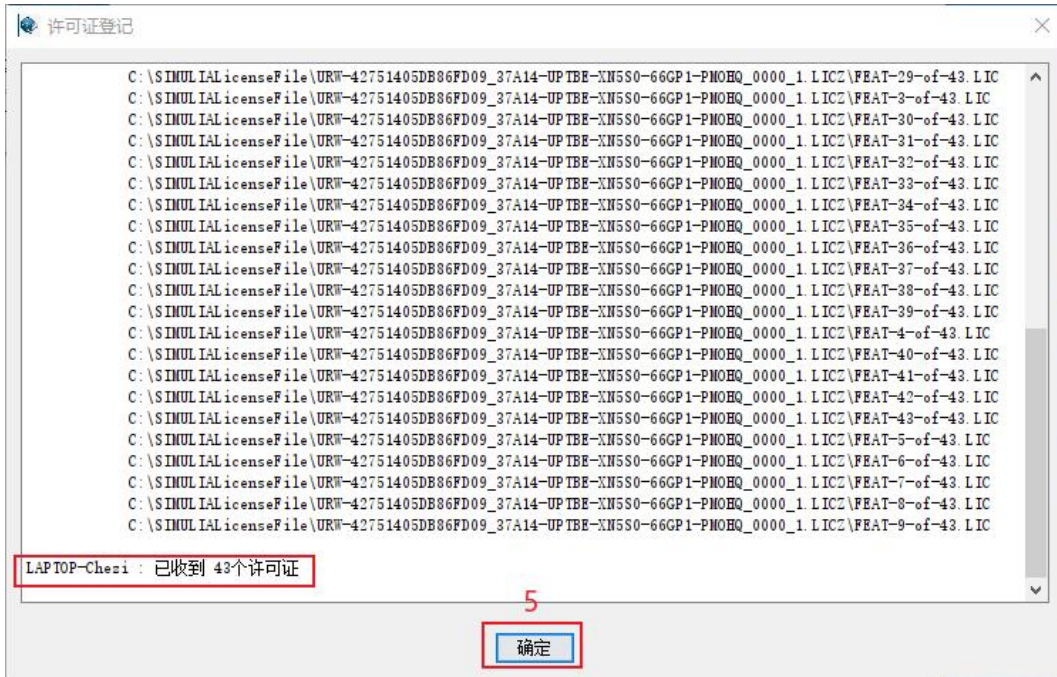 许可证登记
C:\SIMULIALicenseFile\URW-42751405DB86FD09_37A14-UPTBE-XN5S0-66GP1-PMOHQ_0000_1.LICZ\FEAT-29-of-43.LIC
C:\SIMULIALicenseFile\URW-42751405DB86FD09_37A14-UPTBE-XN5S0-66GP1-PMOHQ_0000_1.LICZ\FEAT-3-of-43.LIC
C:\SIMULIALicenseFile\URW-42751405DB86FD09_37A14-UPTBE-XN5S0-66GP1-PMOHQ_0000_1.LICZ\FEAT-30-of-43.LIC
C:\SIMULIALicenseFile\URW-42751405DB86FD09_37A14-UPTBE-XN5S0-66GP1-PMOHQ_0000_1.LICZ\FEAT-31-of-43.LIC
C:\SIMULIALicenseFile\URW-42751405DB86FD09_37A14-UPTBE-XN5S0-66GP1-PMOHQ_0000_1.LICZ\FEAT-32-of-43.LIC
C:\SIMULIALicenseFile\URW-42751405DB86FD09_37A14-UPTBE-XN5S0-66GP1-PMOHQ_0000_1.LICZ\FEAT-33-of-43.LIC
C:\SIMULIALicenseFile\URW-42751405DB86FD09_37A14-UPTBE-XN5S0-66GP1-PMOHQ_0000_1.LICZ\FEAT-34-of-43.LIC
C:\SIMULIALicenseFile\URW-42751405DB86FD09_37A14-UPTBE-XN5S0-66GP1-PMOHQ_0000_1.LICZ\FEAT-35-of-43.LIC
C:\SIMULIALicenseFile\URW-42751405DB86FD09_37A14-UPTBE-XN5S0-66GP1-PMOHQ_0000_1.LICZ\FEAT-36-of-43.LIC
C:\SIMULIALicenseFile\URW-42751405DB86FD09_37A14-UPTBE-XN5S0-66GP1-PMOHQ_0000_1.LICZ\FEAT-37-of-43.LIC
C:\SIMULIALicenseFile\URW-42751405DB86FD09_37A14-UPTBE-XN5S0-66GP1-PMOHQ_0000_1.LICZ\FEAT-38-of-43.LIC
C:\SIMULIALicenseFile\URW-42751405DB86FD09_37A14-UPTBE-XN5S0-66GP1-PMOHQ_0000_1.LICZ\FEAT-39-of-43.LIC
C:\SIMULIALicenseFile\URW-42751405DB86FD09_37A14-UPTBE-XN5S0-66GP1-PMOHQ_0000_1.LICZ\FEAT-4-of-43.LIC
C:\SIMULIALicenseFile\URW-42751405DB86FD09_37A14-UPTBE-XN5S0-66GP1-PMOHQ_0000_1.LICZ\FEAT-40-of-43.LIC
C:\SIMULIALicenseFile\URW-42751405DB86FD09_37A14-UPTBE-XN5S0-66GP1-PMOHQ_0000_1.LICZ\FEAT-41-of-43.LIC
C:\SIMULIALicenseFile\URW-42751405DB86FD09_37A14-UPTBE-XN5S0-66GP1-PMOHQ_0000_1.LICZ\FEAT-42-of-43.LIC
C:\SIMULIALicenseFile\URW-42751405DB86FD09_37A14-UPTBE-XN5S0-66GP1-PMOHQ_0000_1.LICZ\FEAT-43-of-43.LIC
C:\SIMULIALicenseFile\URW-42751405DB86FD09_37A14-UPTBE-XN5S0-66GP1-PMOHQ_0000_1.LICZ\FEAT-5-of-43.LIC
C:\SIMULIALicenseFile\URW-42751405DB86FD09_37A14-UPTBE-XN5S0-66GP1-PMOHQ_0000_1.LICZ\FEAT-6-of-43.LIC
C:\SIMULIALicenseFile\URW-42751405DB86FD09_37A14-UPTBE-XN5S0-66GP1-PMOHQ_0000_1.LICZ\FEAT-7-of-43.LIC
C:\SIMULIALicenseFile\URW-42751405DB86FD09_37A14-UPTBE-XN5S0-66GP1-PMOHQ_0000_1.LICZ\FEAT-8-of-43.LIC
C:\SIMULIALicenseFile\URW-42751405DB86FD09_37A14-UPTBE-XN5S0-66GP1-PMOHQ_0000_1.LICZ\FEAT-9-of-43.LIC
LAPTOP-Chezi : 已收到 43个许可证
5
确定